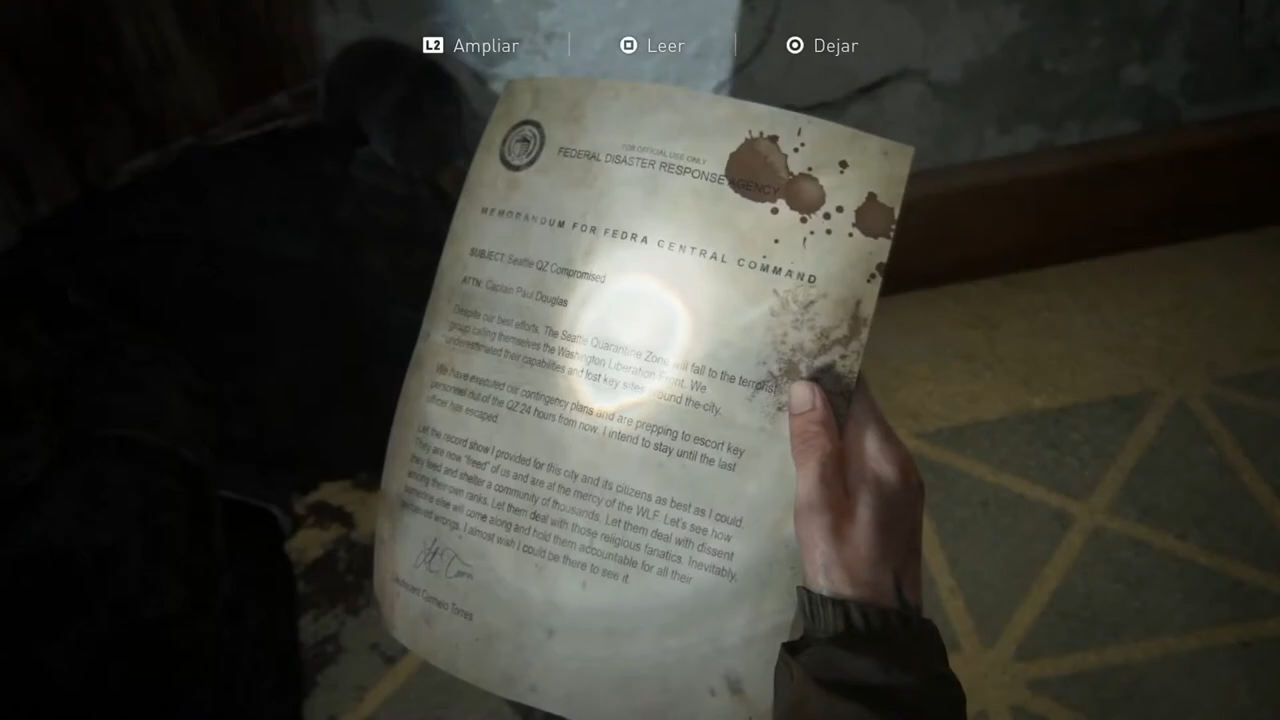 L2 Ampliar Leer Dejar
FOR OFFICIAL USE ONLY
FEDERAL DISASTER RESPONSE AGENCY
MEMORANDUM FOR FEDRA CENTRAL COMMAND
SUBJECT: Seattle QZ Compromised
ATTN: Captain Paul Douglas
Despite our best efforts, The Seattle Quarantine Zone will fall to the terrorist
group calling themselves the Washington Liberation Front. We
underestimated their capabilities and lost key sites around the city.
We have executed our contingency plans and are prepping to escort key
personnel out of the QZ 24 hours from now. I intend to stay until the last
officer has escaped.
Let the record show I provided for this city and its citizens as best as I could.
They are now "freed" of us and are at the mercy of the WLF. Let's see how
they feed and shelter a community of thousands. Let them deal with dissent
among their own ranks. Let them deal with those religious fanatics. Inevitably,
someone else will come along and hold them accountable for all their
perceived wrongs. I almost wish I could be there to see it.
Lieutenant Carmelo Torres